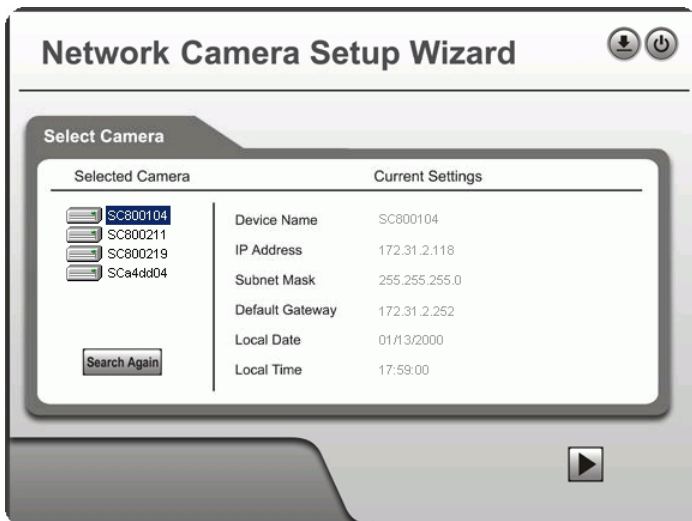 Network Camera Setup Wizard
Select Camera
Selected Camera Current Settings
SC800104
SC800211
SC800219
SCa4dd04
Search Again
Device Name SC800104
IP Address 172.31.2.118
Subnet Mask 255.255.255.0
Default Gateway 172.31.2.252
Local Date 01/13/2000
Local Time 17:59:00